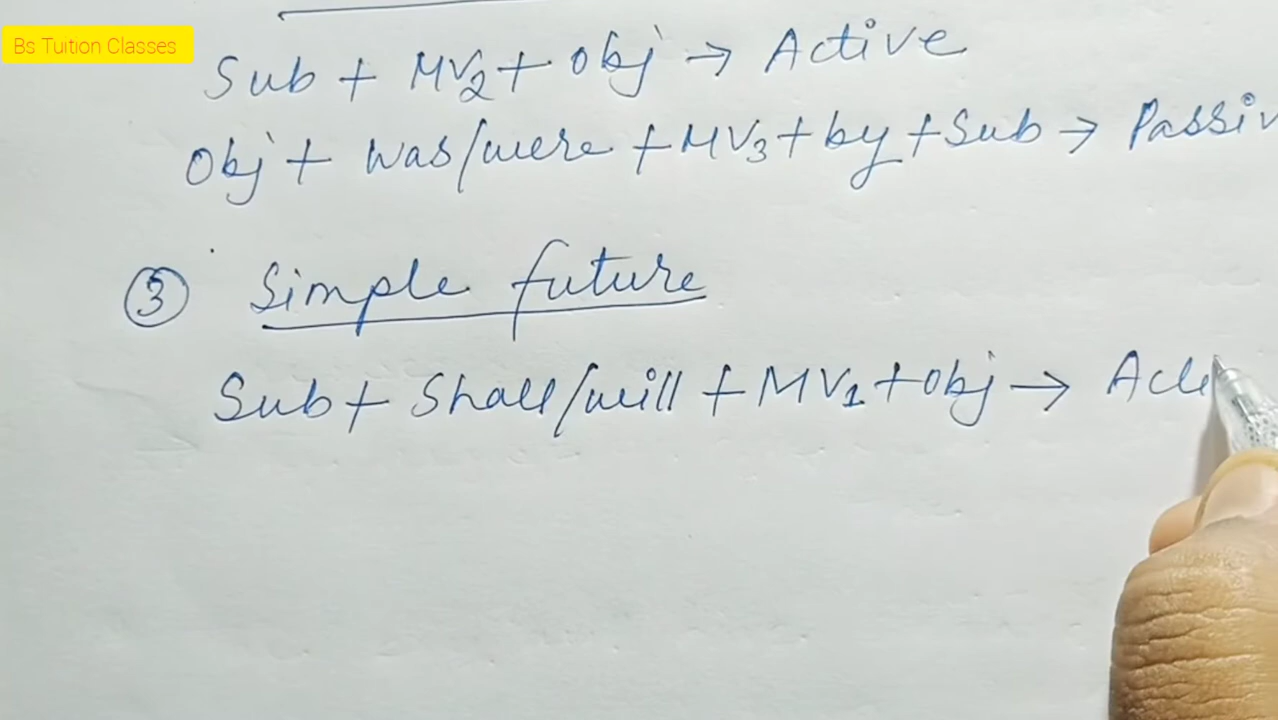 Bs Tuition Classes
Sub + MV2 + Obj → Active
Obj + was/were + MV3 + by + Sub → Passiv
③ Simple future
Sub + Shall/will + MV1 + Obj → Acti